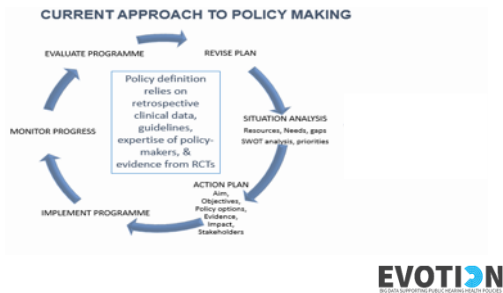 CURRENT APPROACH TO POLICY MAKING
EVALUATE PROGRAMME
REVISE PLAN
Policy definition
relies on
retrospective
clinical data,
guidelines,
expertise of policy-
makers, &
evidence from RCTs
SITUATION ANALYSIS
Resources, Needs, gaps
SWOT analysis, priorities
MONITOR PROGRESS
ACTION PLAN
Aim,
Objectives,
Policy options,
Evidence,
Impact,
Stakeholders
IMPLEMENT PROGRAMME
EVOTION
BIG DATA SUPPORTING PUBLIC HEARING HEALTH POLICIES